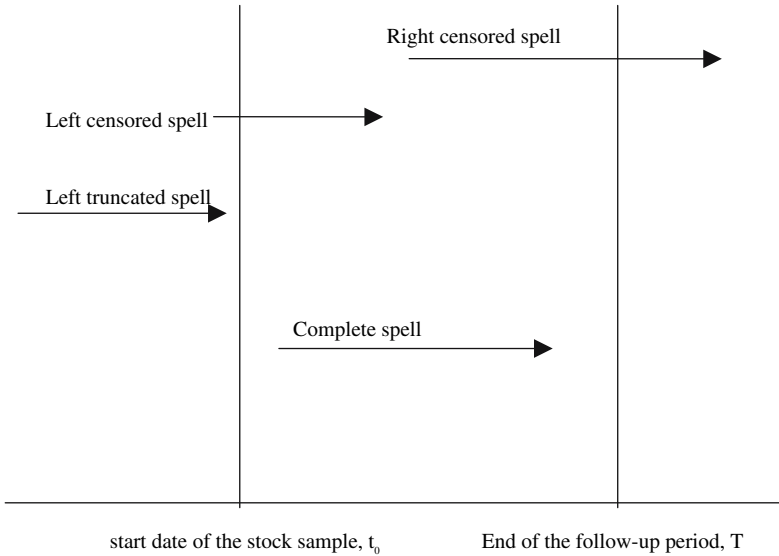 Right censored spell
Left censored spell
Left truncated spell
Complete spell
start date of the stock sample, t₀
End of the follow-up period, T